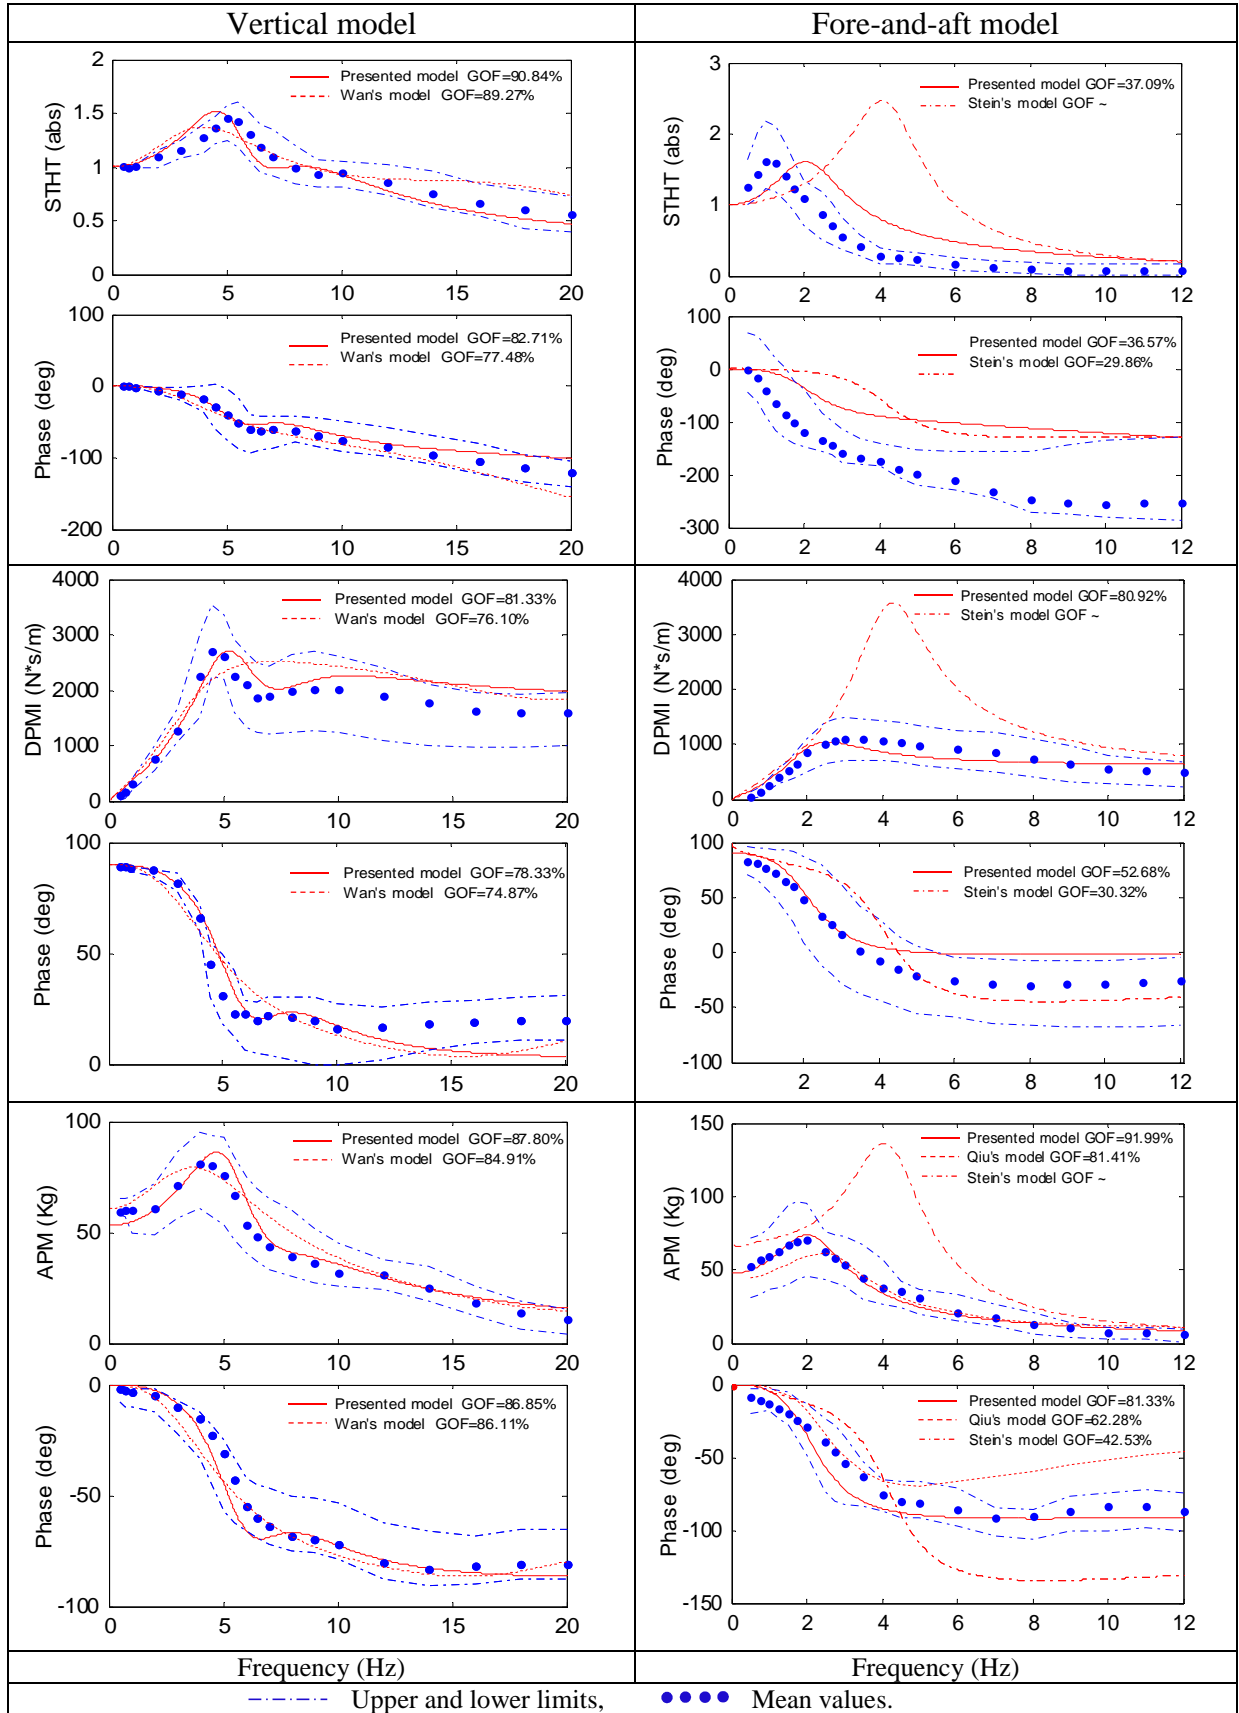 Vertical model
Fore-and-aft model
2
1.5
1
0.5
0
STHT (abs)
Presented model GOF=90.84%
Wan's model GOF=89.27%
0 5 10 15 20
3
2
1
0
STHT (abs)
Presented model GOF=37.09%
Stein's model GOF ~
0 2 4 6 8 10 12
100
0
-100
-200
Phase (deg)
Presented model GOF=82.71%
Wan's model GOF=77.48%
0 5 10 15 20
100
0
-100
-200
-300
Phase (deg)
Presented model GOF=36.57%
Stein's model GOF=29.86%
0 2 4 6 8 10 12
4000
3000
2000
1000
0
DPMI (N*s/m)
Presented model GOF=81.33%
Wan's model GOF=76.10%
0 5 10 15 20
4000
3000
2000
1000
0
DPMI (N*s/m)
Presented model GOF=80.92%
Stein's model GOF ~
0 2 4 6 8 10 12
100
50
0
Phase (deg)
Presented model GOF=78.33%
Wan's model GOF=74.87%
0 5 10 15 20
100
50
0
-50
-100
Phase (deg)
Presented model GOF=52.68%
Stein's model GOF=30.32%
0 2 4 6 8 10 12
100
50
0
APM (Kg)
Presented model GOF=87.80%
Wan's model GOF=84.91%
0 5 10 15 20
150
100
50
0
APM (Kg)
Presented model GOF=91.99%
Qiu's model GOF=81.41%
Stein's model GOF ~
0 2 4 6 8 10 12
0
-50
-100
Phase (deg)
Presented model GOF=86.85%
Wan's model GOF=86.11%
0 5 10 15 20
0
-50
-100
-150
Phase (deg)
Presented model GOF=81.33%
Qiu's model GOF=62.28%
Stein's model GOF=42.53%
0 2 4 6 8 10 12
Frequency (Hz)
Frequency (Hz)
Upper and lower limits, Mean values.